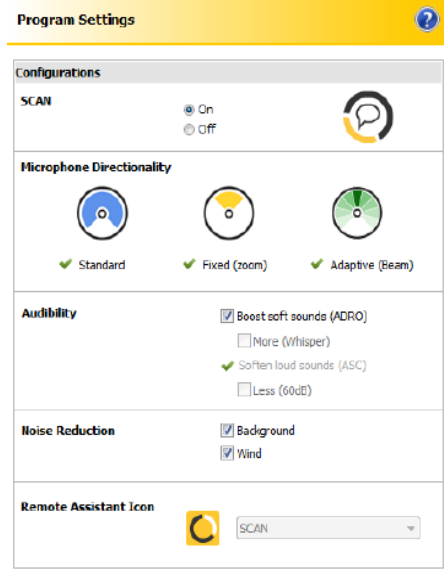 Program Settings
?
Configurations
SCAN
On
Off
Microphone Directionality
Standard
Fixed (zoom)
Adaptive (Beam)
Audibility
Boost soft sounds (ADRO)
More (Whisper)
Soften loud sounds (ASC)
Less (60dB)
Noise Reduction
Background
Wind
Remote Assistant Icon
SCAN